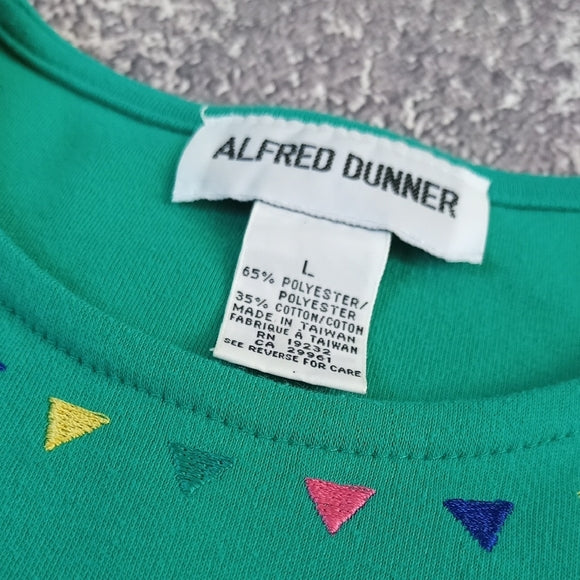 ALFRED DUNNER
L
65% POLYESTER/
POLYESTER
35% COTTON/COTON
MADE IN TAIWAN
FABRIQUE À TAIWAN
RN 19232
CA 29961
SEE REVERSE FOR CARE